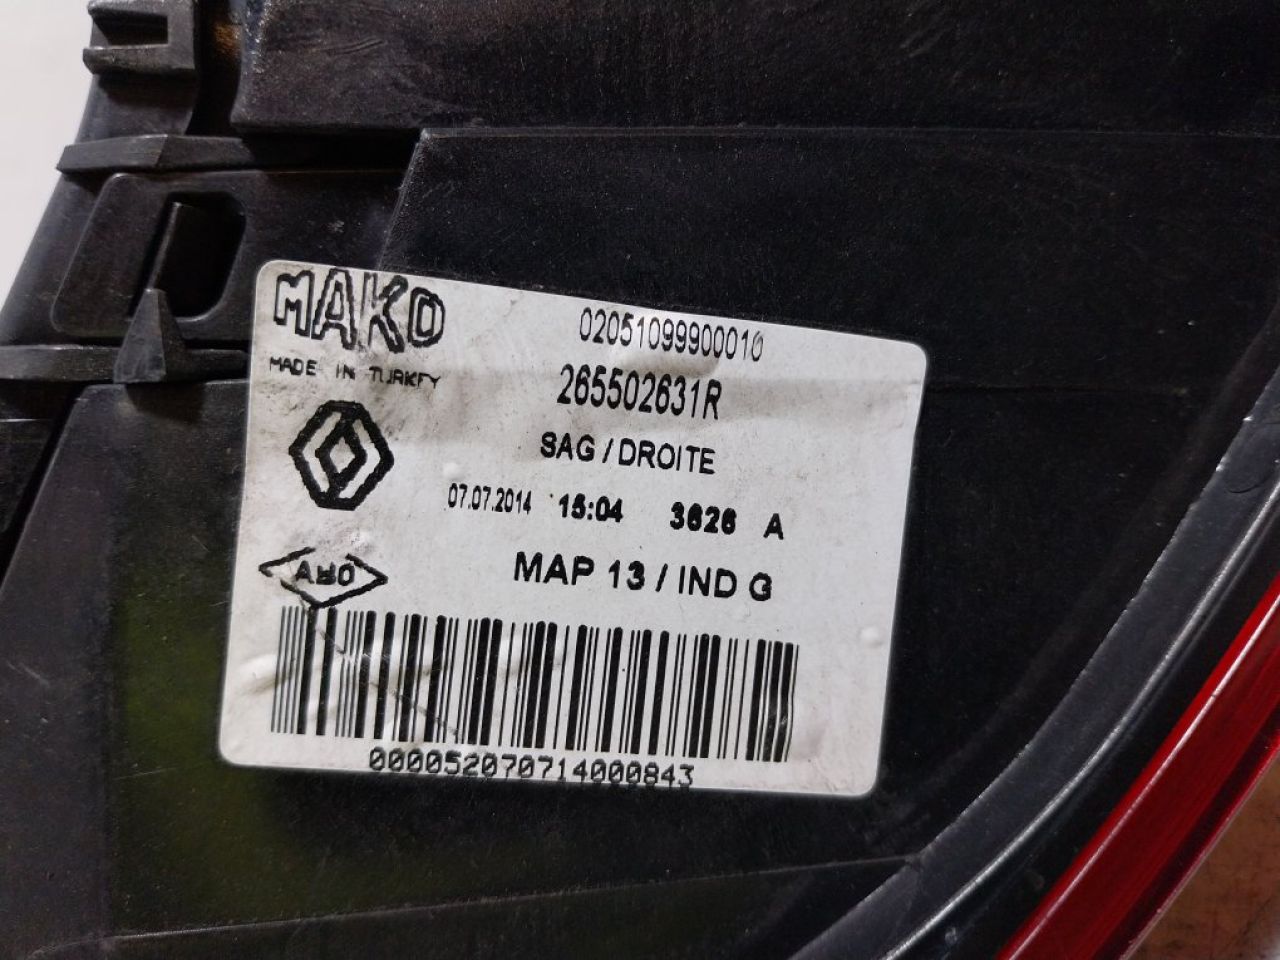 MAKO
MADE IN TURKEY
02051099900010
265502631R
SAG / DROITE
07.07.2014 15:04 3626 A
MAP 13 / IND G
000052070714000843